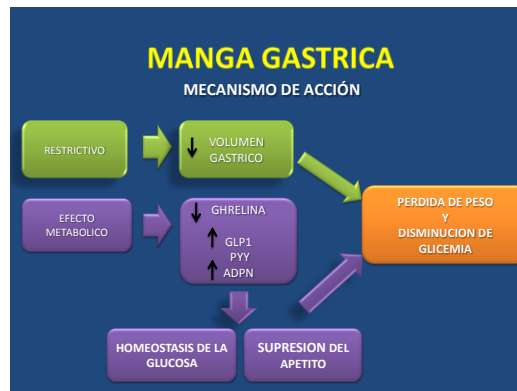 MANGA GASTRICA
MECANISMO DE ACCIÓN
RESTRICTIVO
VOLUMEN
GASTRICO
EFECTO
METABOLICO
GHRELINA
GLP1
PYY
ADPN
PERDIDA DE PESO
Y
DISMINUCION DE
GLICEMIA
HOMEOSTASIS DE LA
GLUCOSA
SUPRESION DEL
APETITO